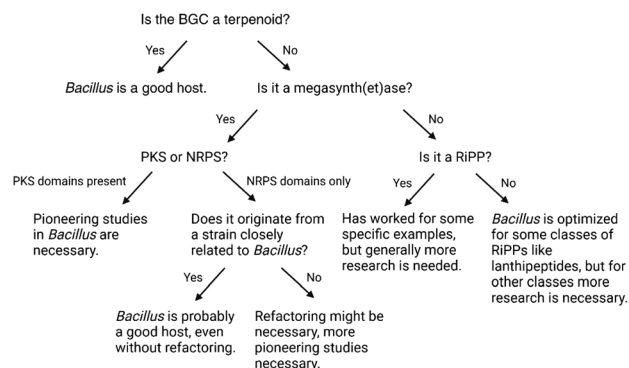 Is the BGC a terpenoid?
Yes
No
Bacillus is a good host.
Is it a megasynth(et)ase?
Yes
No
PKS or NRPS?
Is it a RiPP?
PKS domains present
NRPS domains only
Yes
No
Pioneering studies
in Bacillus are
necessary.
Does it originate from
a strain closely
related to Bacillus?
Has worked for some
specific examples,
but generally more
research is needed.
Bacillus is optimized
for some classes of
RiPPs like
lanthipeptides, but for
other classes more
research is necessary.
Yes
No
Bacillus is probably
a good host, even
without refactoring.
Refactoring might be
necessary, more
pioneering studies
necessary.